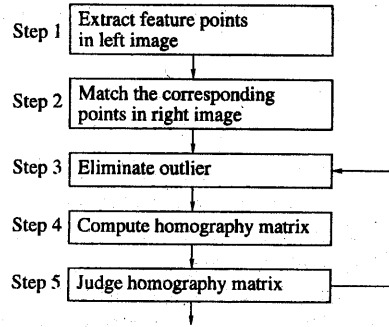 Step 1 Extract feature points
in left image
Step 2 Match the corresponding
points in right image
Step 3 Eliminate outlier
Step 4 Compute homography matrix
Step 5 Judge homography matrix